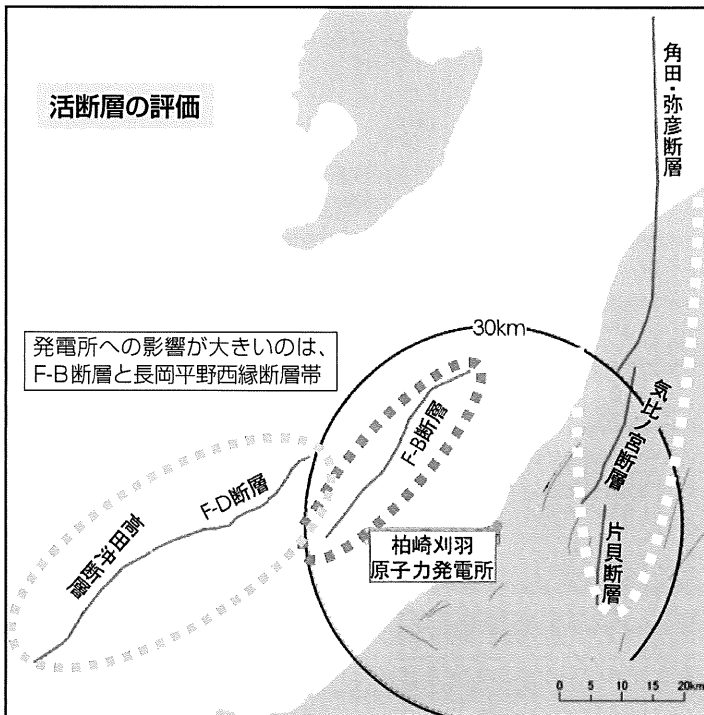 活断層の評価
角田・弥彦断層
30km
発電所への影響が大きいのは、
F-B断層と長岡平野西縁断層帯
気比ノ宮断層
F-B断層
F-D断層
高田沖断層
柏崎刈羽
原子力発電所
片貝断層
0 5 10 15 20km